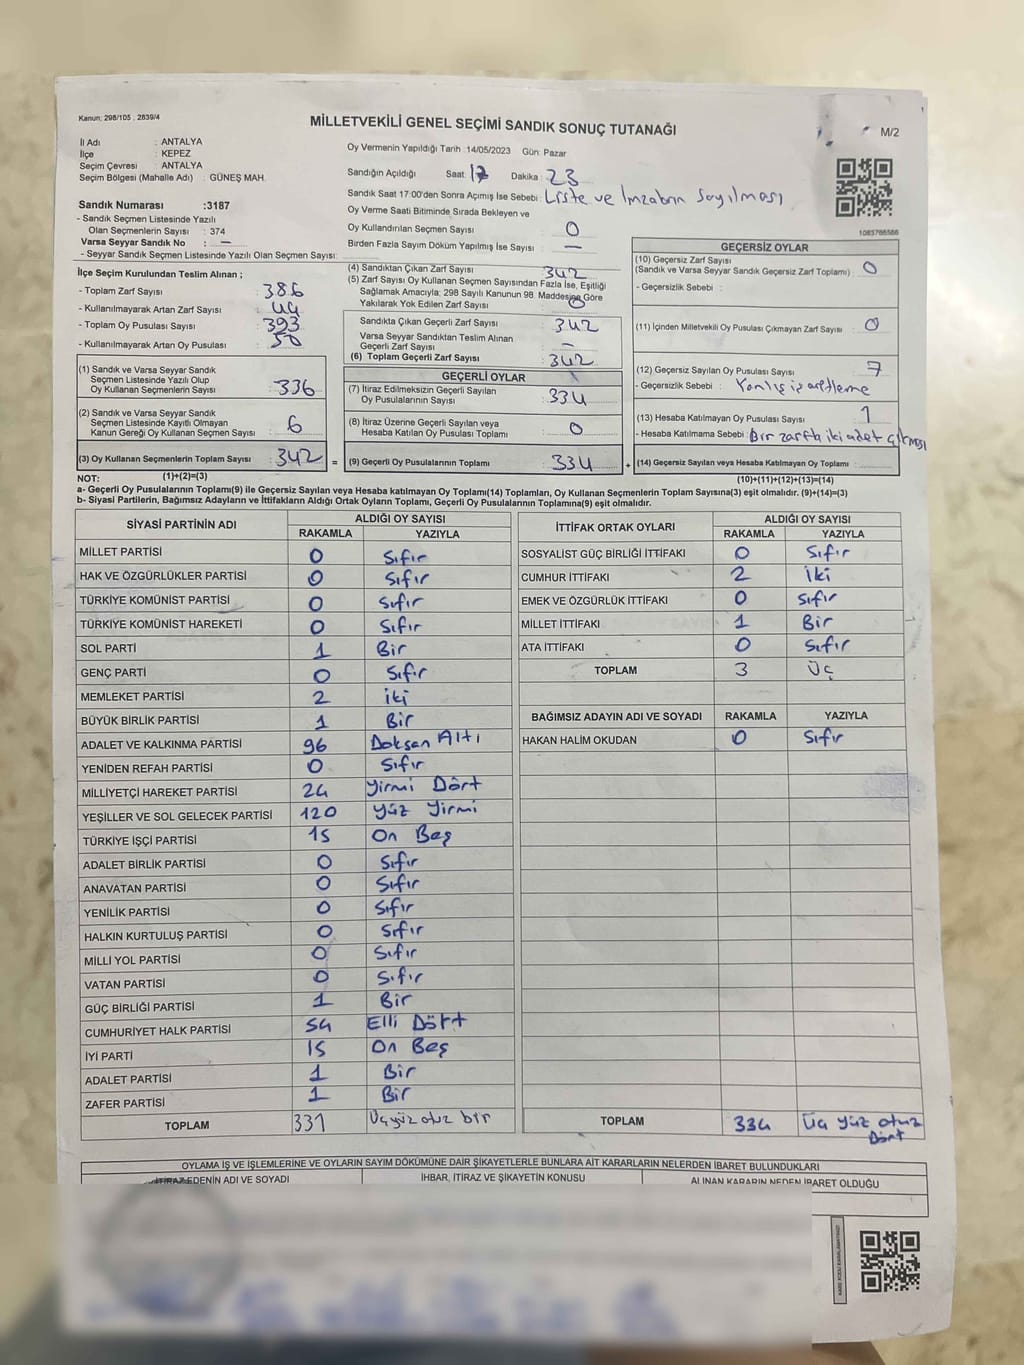 Kanun; 298/105 , 2839/4
MİLLETVEKİLİ GENEL SEÇİMİ SANDIK SONUÇ TUTANAĞI
M/2
İl Adı : ANTALYA
İlçe : KEPEZ
Seçim Çevresi : ANTALYA
Seçim Bölgesi (Mahalle Adı) : GÜNEŞ MAH.
Sandık Numarası :3187
- Sandık Seçmen Listesinde Yazılı
Olan Seçmenlerin Sayısı : 374
Varsa Seyyar Sandık No : —
- Seyyar Sandık Seçmen Listesinde Yazılı Olan Seçmen Sayısı:
Oy Vermenin Yapıldığı Tarih :14/05/2023 Gün: Pazar
Sandığın Açıldığı Saat: 17 Dakika: 23
Sandık Saat 17:00'den Sonra Açımış İse Sebebi: Liste ve İmzaların Sayılması
Oy Verme Saati Bitiminde Sırada Bekleyen ve
Oy Kullandırılan Seçmen Sayısı 0
Birden Fazla Sayım Döküm Yapılmış İse Sayısı : —
1085766566
İlçe Seçim Kurulundan Teslim Alınan ;
- Toplam Zarf Sayısı : 386
- Kullanılmayarak Artan Zarf Sayısı : 44
- Toplam Oy Pusulası Sayısı : 393
- Kullanılmayarak Artan Oy Pusulası : 50
(1) Sandık ve Varsa Seyyar Sandık
Seçmen Listesinde Yazılı Olup
Oy Kullanan Seçmenlerin Sayısı : 336
(2) Sandık ve Varsa Seyyar Sandık
Seçmen Listesinde Kayıtlı Olmayan
Kanun Gereği Oy Kullanan Seçmen Sayısı : 6
(3) Oy Kullanan Seçmenlerin Toplam Sayısı : 342 =
(4) Sandıktan Çıkan Zarf Sayısı : 342
(5) Zarf Sayısı Oy Kullanan Seçmen Sayısından Fazla İse, Eşitliği
Sağlamak Amacıyla, 298 Sayılı Kanunun 98. Maddesine Göre
Yakılarak Yok Edilen Zarf Sayısı : 0
Sandıkta Çıkan Geçerli Zarf Sayısı : 342
Varsa Seyyar Sandıktan Teslim Alınan
Geçerli Zarf Sayısı : —
(6) Toplam Geçerli Zarf Sayısı : 342
GEÇERLİ OYLAR
(7) İtiraz Edilmeksizin Geçerli Sayılan
Oy Pusulalarının Sayısı : 334
(8) İtiraz Üzerine Geçerli Sayılan veya
Hesaba Katılan Oy Pusulası Toplamı : 0
(9) Geçerli Oy Pusulalarının Toplamı : 334 +
GEÇERSİZ OYLAR
(10) Geçersiz Zarf Sayısı
(Sandık ve Varsa Seyyar Sandık Geçersiz Zarf Toplamı) : 0
- Geçersizlik Sebebi :
(11) İçinden Milletvekili Oy Pusulası Çıkmayan Zarf Sayısı : 0
(12) Geçersiz Sayılan Oy Pusulası Sayısı : 7
- Geçersizlik Sebebi : Yanlış işaretleme
(13) Hesaba Katılmayan Oy Pusulası Sayısı : 1
- Hesaba Katılmama Sebebi : Bir zarfta iki adet çıkması
(14) Geçersiz Sayılan veya Hesaba Katılmayan Oy Toplamı :
NOT: (1)+(2)=(3)
(10)+(11)+(12)+(13)=(14)
a- Geçerli Oy Pusulalarının Toplamı(9) ile Geçersiz Sayılan veya Hesaba katılmayan Oy Toplamı(14) Toplamları, Oy Kullanan Seçmenlerin Toplam Sayısına(3) eşit olmalıdır. (9)+(14)=(3)
b- Siyasi Partilerin, Bağımsız Adayların ve İttifakların Aldığı Ortak Oyların Toplamı, Geçerli Oy Pusulalarının Toplamına(9) eşit olmalıdır.
SİYASİ PARTİNİN ADI ALDIĞI OY SAYISI
RAKAMLA YAZIYLA
MİLLET PARTİSİ 0 Sıfır
HAK VE ÖZGÜRLÜKLER PARTİSİ 0 Sıfır
TÜRKİYE KOMÜNİST PARTİSİ 0 Sıfır
TÜRKİYE KOMÜNİST HAREKETİ 0 Sıfır
SOL PARTİ 1 Bir
GENÇ PARTİ 0 Sıfır
MEMLEKET PARTİSİ 2 iki
BÜYÜK BİRLİK PARTİSİ 1 Bir
ADALET VE KALKINMA PARTİSİ 96 Doksan Altı
YENİDEN REFAH PARTİSİ 0 Sıfır
MİLLİYETÇİ HAREKET PARTİSİ 24 Yirmi Dört
YEŞİLLER VE SOL GELECEK PARTİSİ 120 Yüz Yirmi
TÜRKİYE İŞÇİ PARTİSİ 15 On Beş
ADALET BİRLİK PARTİSİ 0 Sıfır
ANAVATAN PARTİSİ 0 Sıfır
YENİLİK PARTİSİ 0 Sıfır
HALKIN KURTULUŞ PARTİSİ 0 Sıfır
MİLLİ YOL PARTİSİ 0 Sıfır
VATAN PARTİSİ 0 Sıfır
GÜÇ BİRLİĞİ PARTİSİ 1 Bir
CUMHURİYET HALK PARTİSİ 54 Elli Dört
İYİ PARTİ 15 On Beş
ADALET PARTİSİ 1 Bir
ZAFER PARTİSİ 1 Bir
TOPLAM 331 Üçyüz otuz bir
İTTİFAK ORTAK OYLARI ALDIĞI OY SAYISI
RAKAMLA YAZIYLA
SOSYALİST GÜÇ BİRLİĞİ İTTİFAKI 0 Sıfır
CUMHUR İTTİFAKI 2 İki
EMEK VE ÖZGÜRLÜK İTTİFAKI 0 Sıfır
MİLLET İTTİFAKI 1 Bir
ATA İTTİFAKI 0 Sıfır
TOPLAM 3 Üç
BAĞIMSIZ ADAYIN ADI VE SOYADI RAKAMLA YAZIYLA
HAKAN HALİM OKUDAN 0 Sıfır
TOPLAM 334 Üç yüz otuz
Dört
OYLAMA İŞ VE İŞLEMLERİNE VE OYLARIN SAYIM DÖKÜMÜNE DAİR ŞİKAYETLERLE BUNLARA AİT KARARLARIN NELERDEN İBARET BULUNDUKLARI
İTİRAZ EDENİN ADI VE SOYADI İHBAR, İTİRAZ VE ŞİKAYETİN KONUSU ALINAN KARARIN NEDEN İBARET OLDUĞU